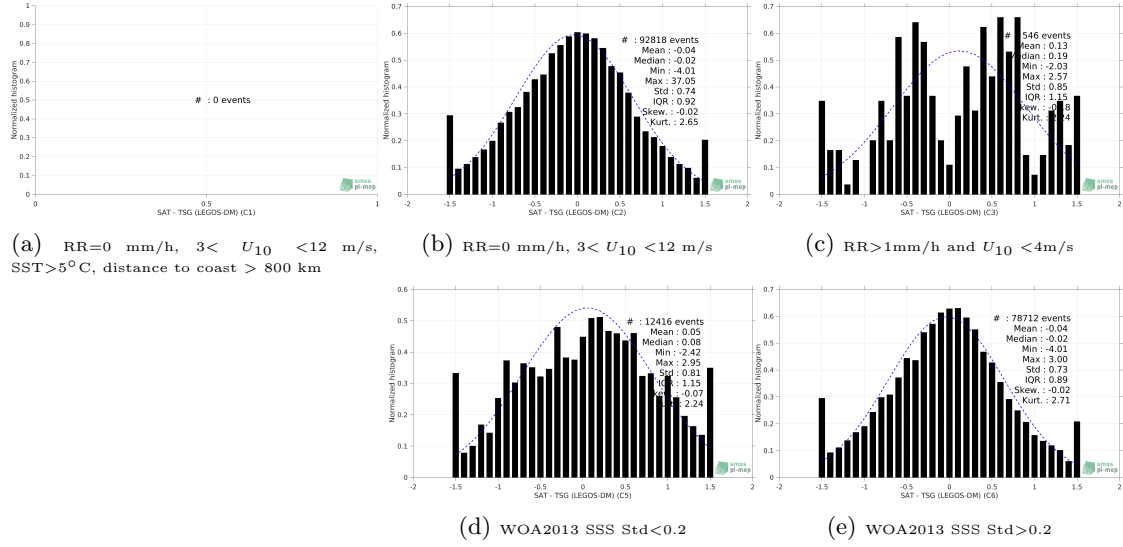 1
0.9
0.8
0.7
0.6
0.5
0.4
0.3
0.2
0.1
0
Normalized histogram
# : 0 events
smos
pi-mep
0 0.5 1
SAT - TSG (LEGOS-DM) (C1)
(a) RR=0 mm/h, 3< U10 <12 m/s,
SST>5°C, distance to coast > 800 km
0.7
0.6
0.5
0.4
0.3
0.2
0.1
0
Normalized histogram
# : 92818 events
Mean : -0.04
Median : -0.02
Min : -4.01
Max : 37.05
Std : 0.74
IQR : 0.92
Skew. : -0.02
Kurt. : 2.65
smos
pi-mep
-2 -1.5 -1 -0.5 0 0.5 1 1.5 2
SAT - TSG (LEGOS-DM) (C2)
(b) RR=0 mm/h, 3< U10 <12 m/s
0.7
0.6
0.5
0.4
0.3
0.2
0.1
0
Normalized histogram
# : 546 events
Mean : 0.13
Median : 0.19
Min : -2.03
Max : 2.57
Std : 0.85
IQR : 1.15
Kurt. :
smos
pi-mep
-2 -1.5 -1 -0.5 0 0.5 1 1.5 2
SAT - TSG (LEGOS-DM) (C3)
(c) RR>1mm/h and U10 <4m/s
0.6
0.5
0.4
0.3
0.2
0.1
0
Normalized histogram
# : 12416 events
Mean : 0.05
Median : 0.08
Min : -2.42
Max : 2.95
Std : 0.81
IQR : 1.15
-0.07
2.24
smos
pi-mep
-2 -1.5 -1 -0.5 0 0.5 1 1.5 2
SAT - TSG (LEGOS-DM) (C5)
(d) WOA2013 SSS Std<0.2
0.7
0.6
0.5
0.4
0.3
0.2
0.1
0
Normalized histogram
# : 78712 events
Mean : -0.04
Median : -0.02
Min : -4.01
Max : 3.00
Std : 0.73
IQR : 0.89
Skew. : -0.02
Kurt. : 2.71
smos
pi-mep
-2 -1.5 -1 -0.5 0 0.5 1 1.5 2
SAT - TSG (LEGOS-DM) (C6)
(e) WOA2013 SSS Std>0.2